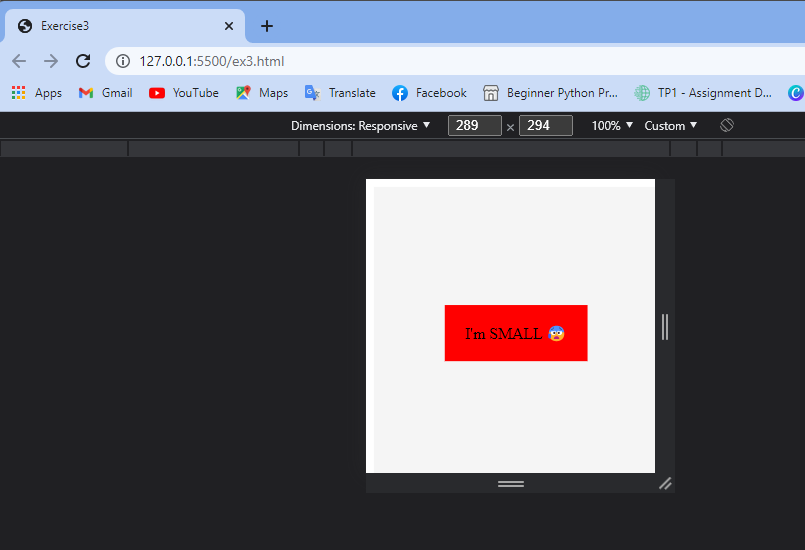 Exercise3
127.0.0.1:5500/ex3.html
Apps Gmail YouTube Maps Translate Facebook Beginner Python Pr... TP1 - Assignment D...
Dimensions: Responsive 289 × 294 100% Custom
I'm SMALL 😰